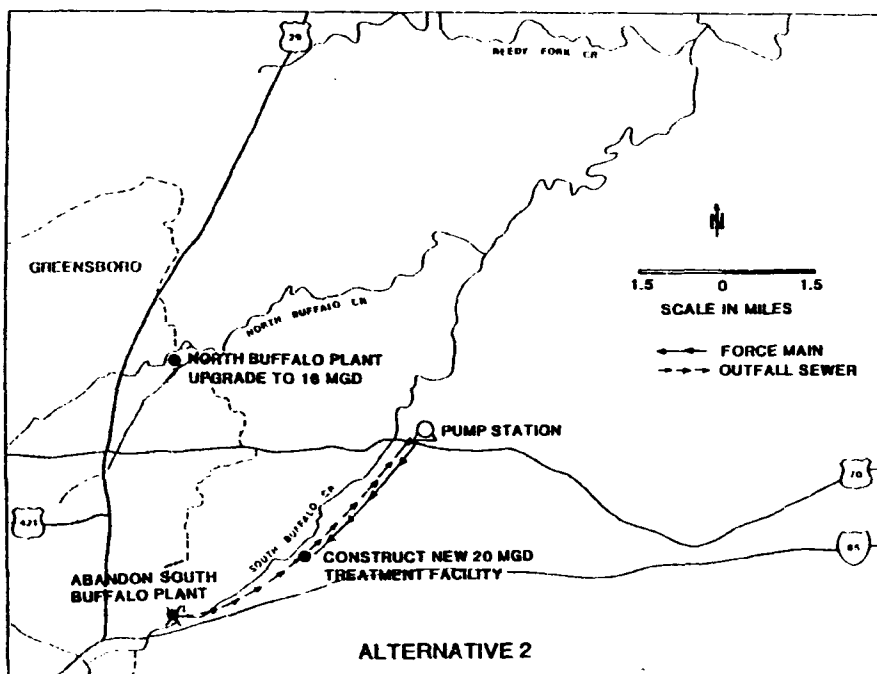 29
REEDY FORK CR
GREENSBORO
N
1.5 0 1.5
SCALE IN MILES
NORTH BUFFALO CR
FORCE MAIN
OUTFALL SEWER
NORTH BUFFALO PLANT
UPGRADE TO 16 MGD
PUMP STATION
70
421
85
SOUTH BUFFALO CR
CONSTRUCT NEW 20 MGD
TREATMENT FACILITY
ABANDON SOUTH
BUFFALO PLANT
ALTERNATIVE 2